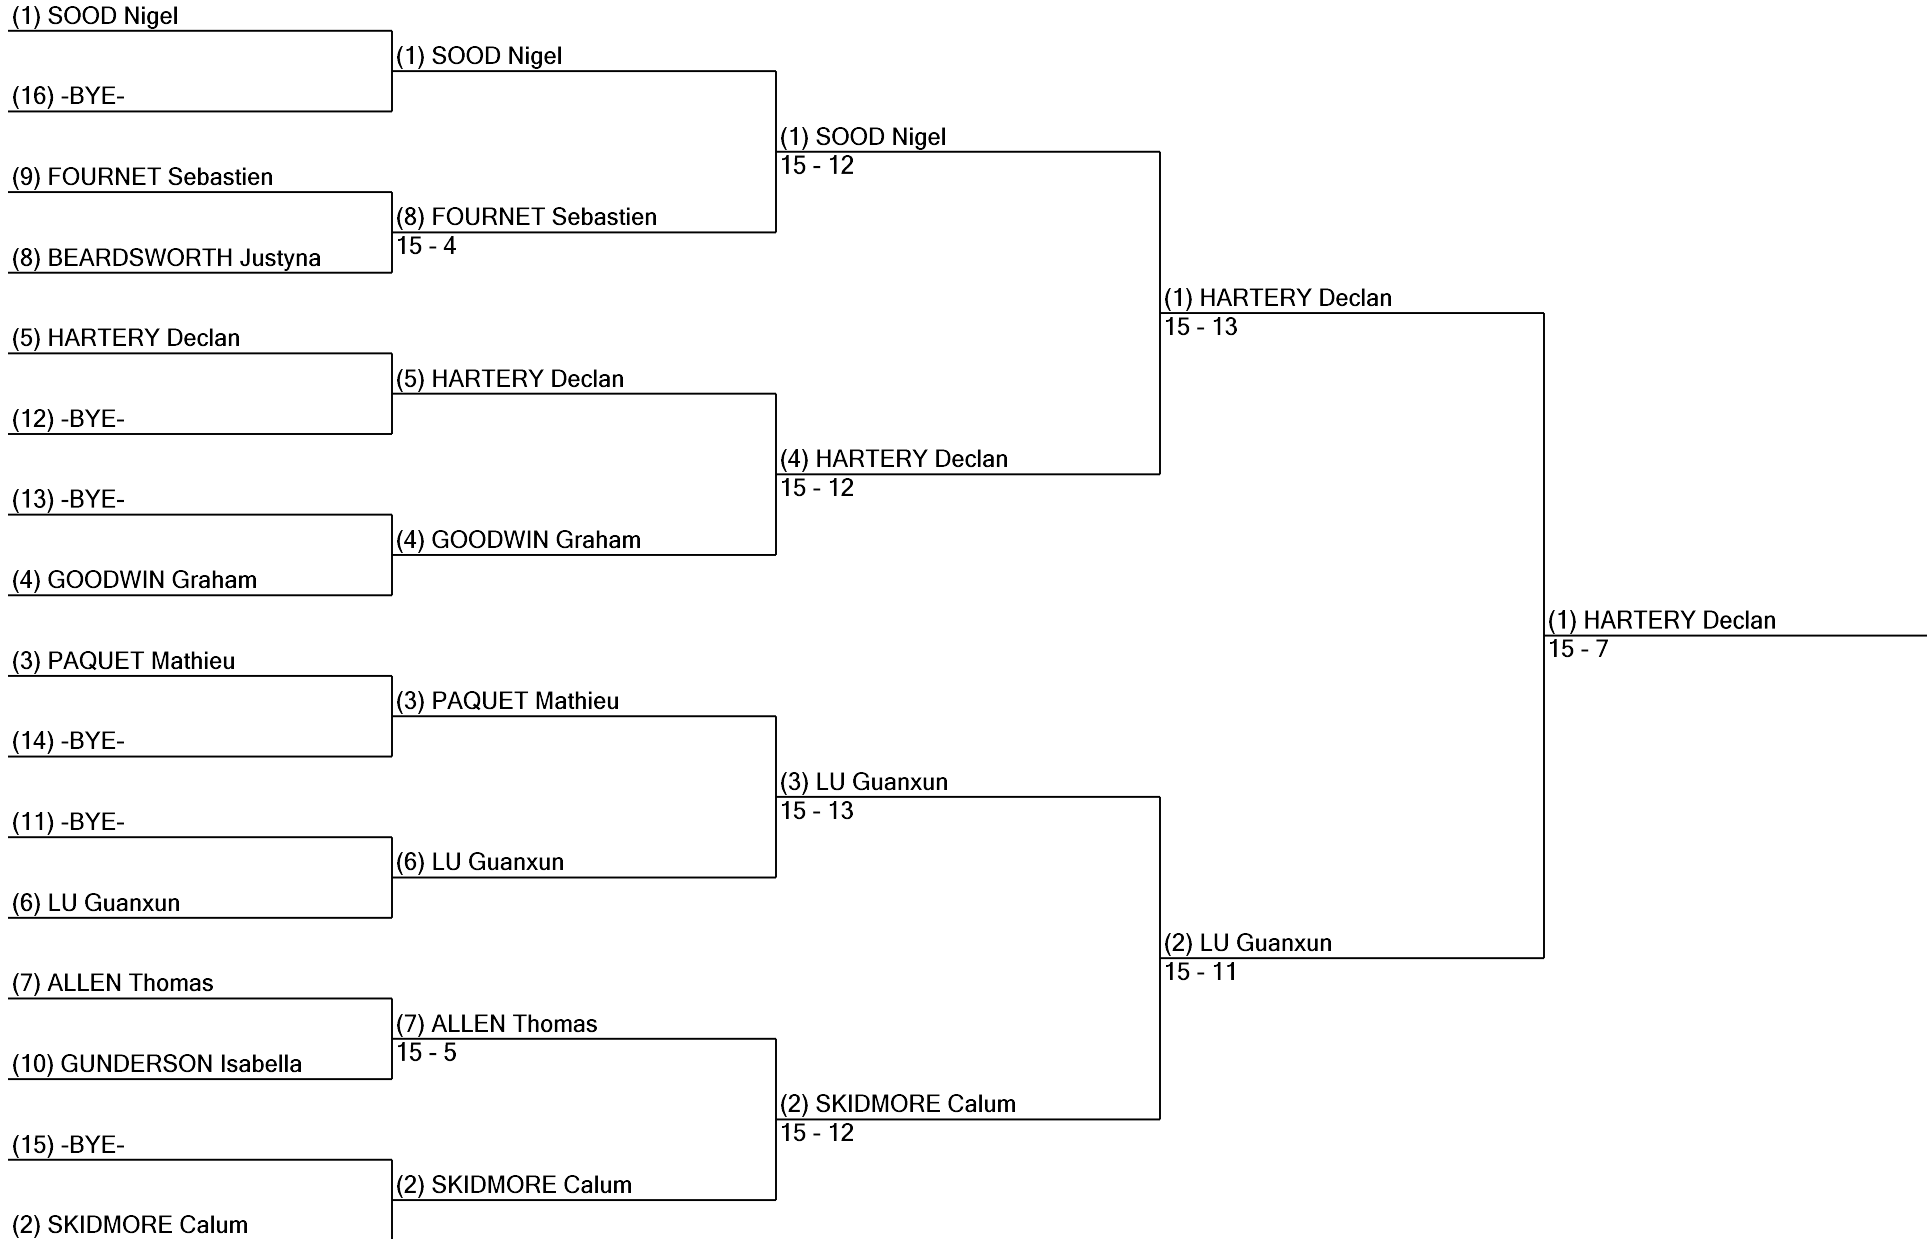 (1) SOOD Nigel
(16) -BYE-
(9) FOURNET Sebastien
(8) BEARDSWORTH Justyna
(5) HARTERY Declan
(12) -BYE-
(13) -BYE-
(4) GOODWIN Graham
(3) PAQUET Mathieu
(14) -BYE-
(11) -BYE-
(6) LU Guanxun
(7) ALLEN Thomas
(10) GUNDERSON Isabella
(15) -BYE-
(2) SKIDMORE Calum
(1) SOOD Nigel
(8) FOURNET Sebastien
15 - 4
(5) HARTERY Declan
(4) GOODWIN Graham
(3) PAQUET Mathieu
(6) LU Guanxun
(7) ALLEN Thomas
15 - 5
(2) SKIDMORE Calum
(1) SOOD Nigel
15 - 12
(4) HARTERY Declan
15 - 12
(3) LU Guanxun
15 - 13
(2) SKIDMORE Calum
15 - 12
(1) HARTERY Declan
15 - 13
(2) LU Guanxun
15 - 11
(1) HARTERY Declan
15 - 7